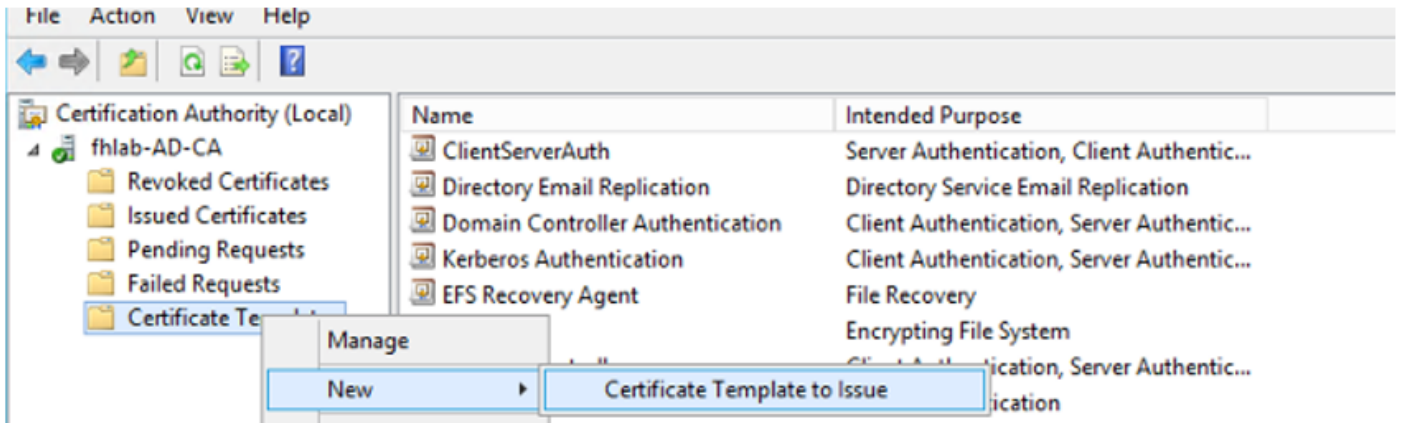 File Action View Help
Certification Authority (Local)
fhlab-AD-CA
Revoked Certificates
Issued Certificates
Pending Requests
Failed Requests
Certificate
Manage
New
Certificate Template to Issue
Name Intended Purpose
ClientServerAuth Server Authentication, Client Authentic...
Directory Email Replication Directory Service Email Replication
Domain Controller Authentication Client Authentication, Server Authentic...
Kerberos Authentication Client Authentication, Server Authentic...
EFS Recovery Agent File Recovery
Encrypting File System
Server Authentic...